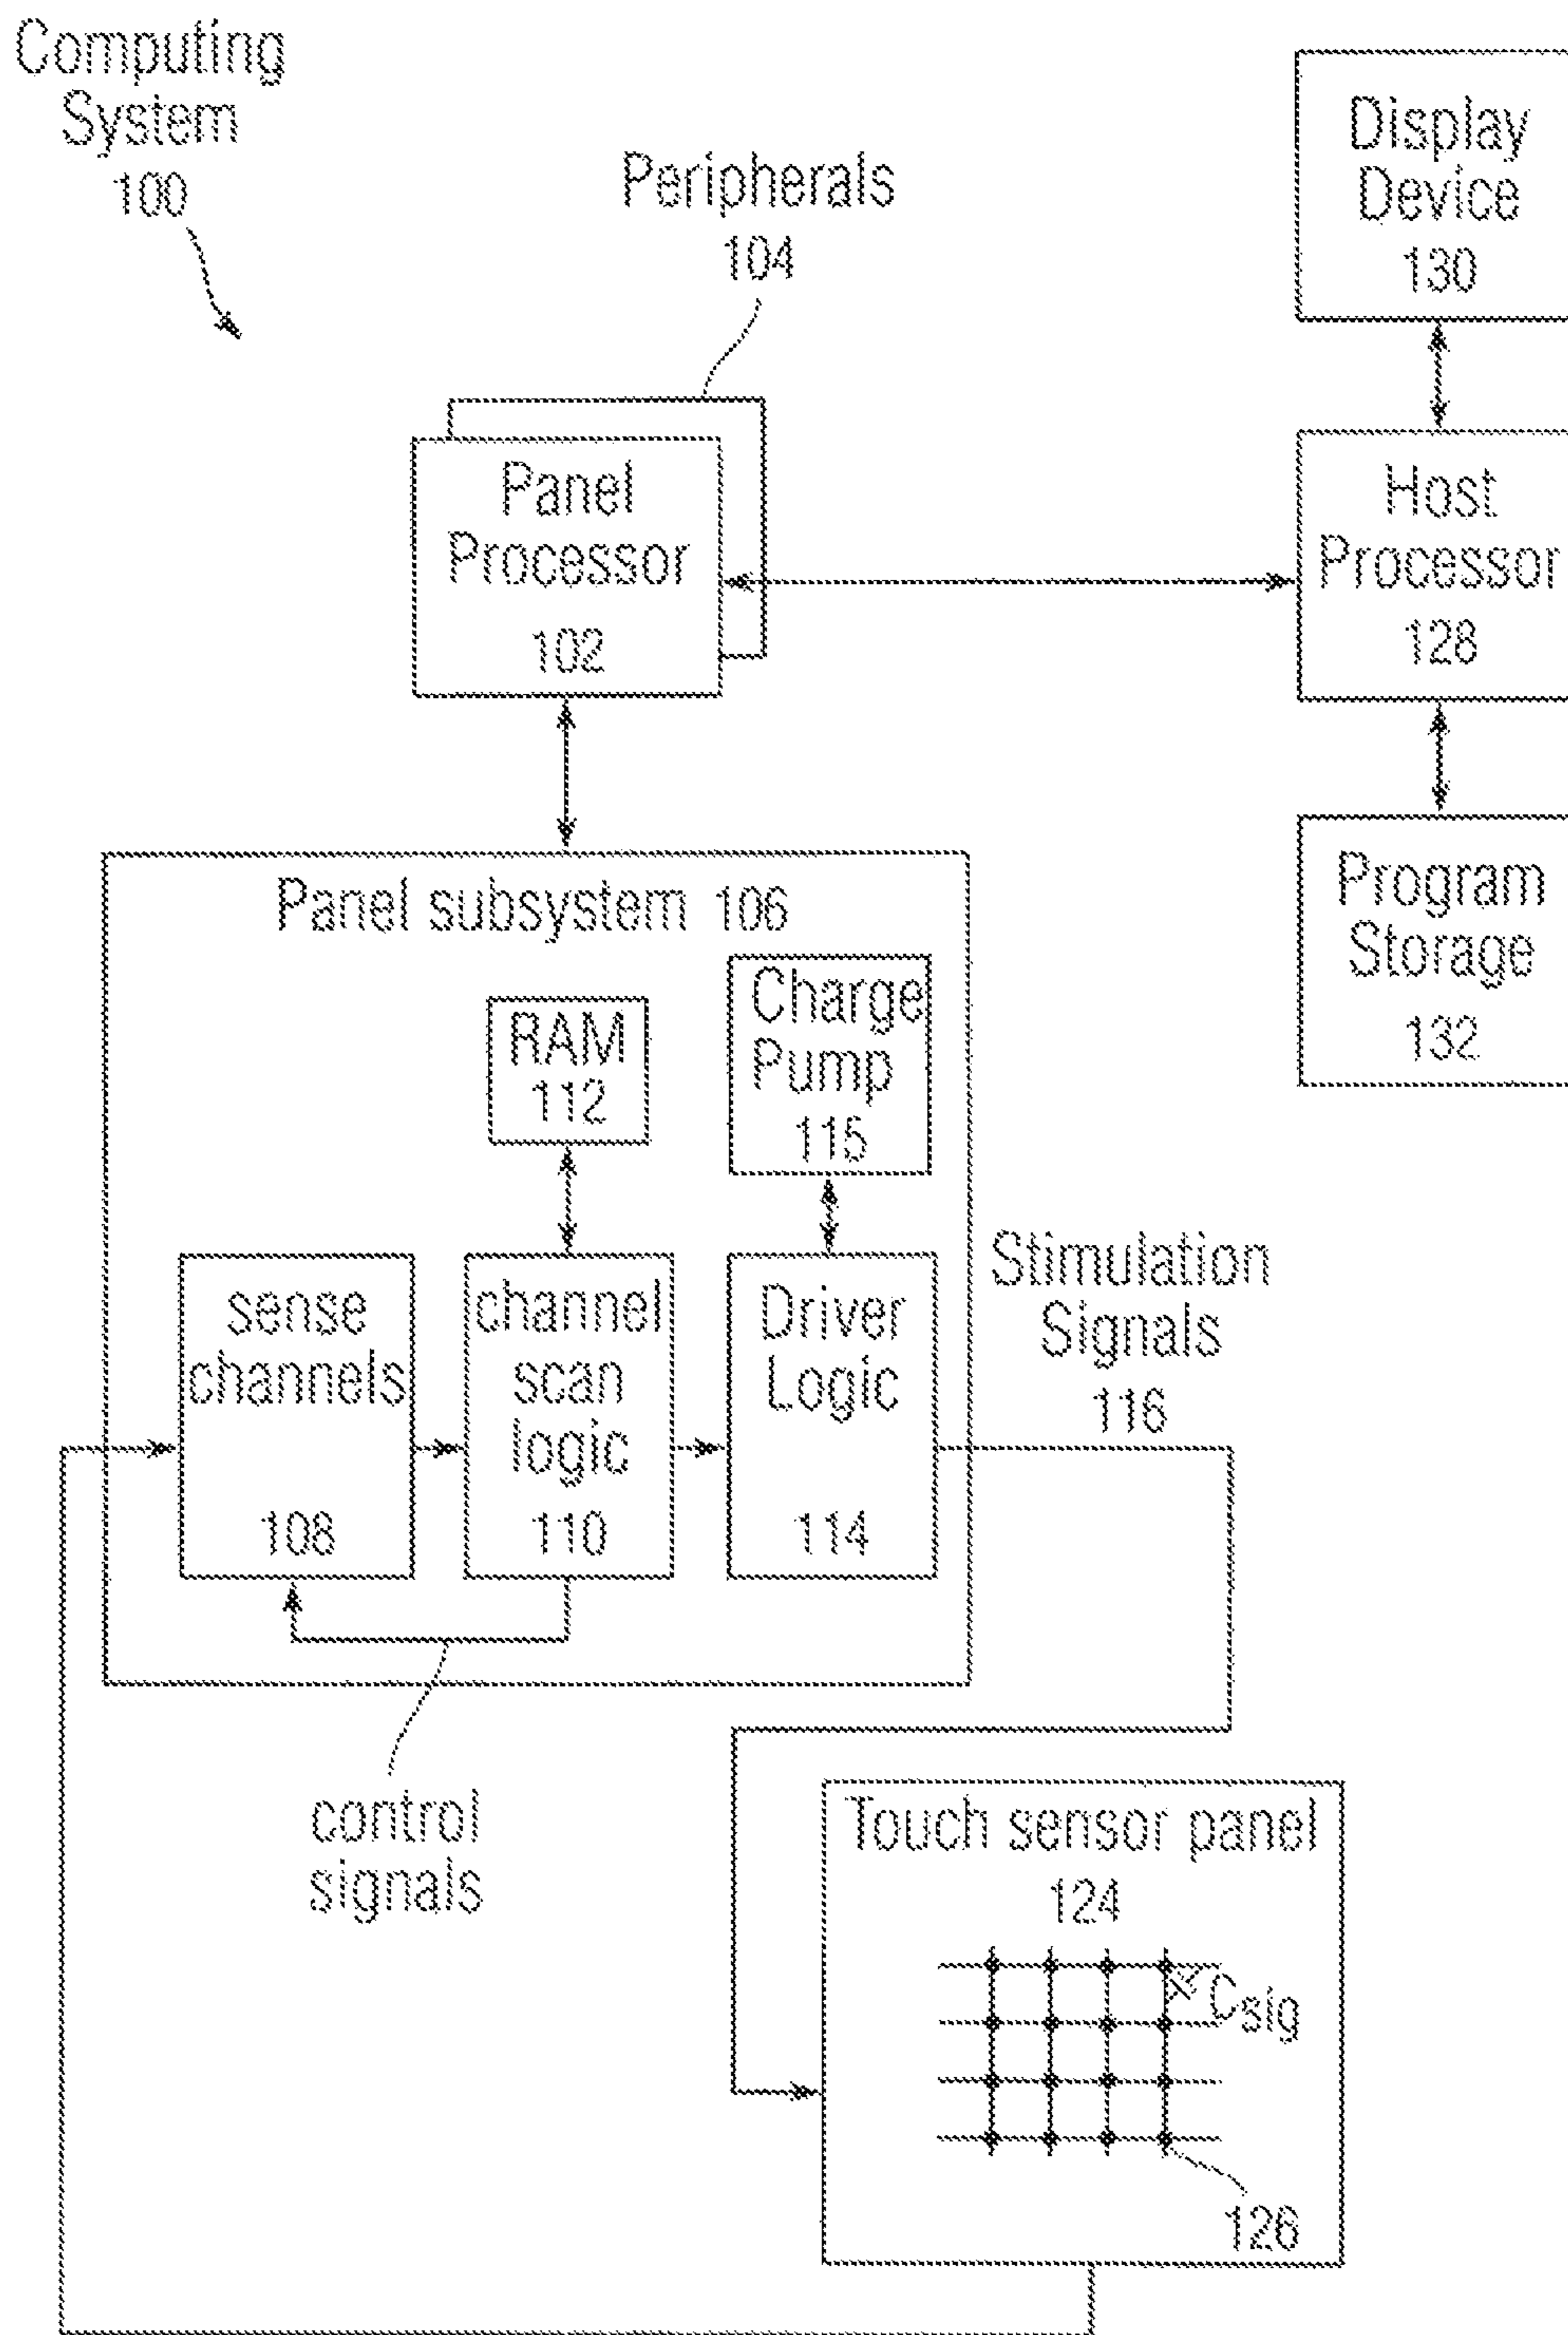 Computing
System
100
Peripherals
104
Display
Device
130
Panel
Processor
102
Host
Processor
128
Program
Storage
132
Panel subsystem 106
RAM
112
Charge
Pump
115
sense
channels
108
channel
scan
logic
110
Driver
Logic
114
Stimulation
Signals
116
control
signals
Touch sensor panel
124
Csig
126